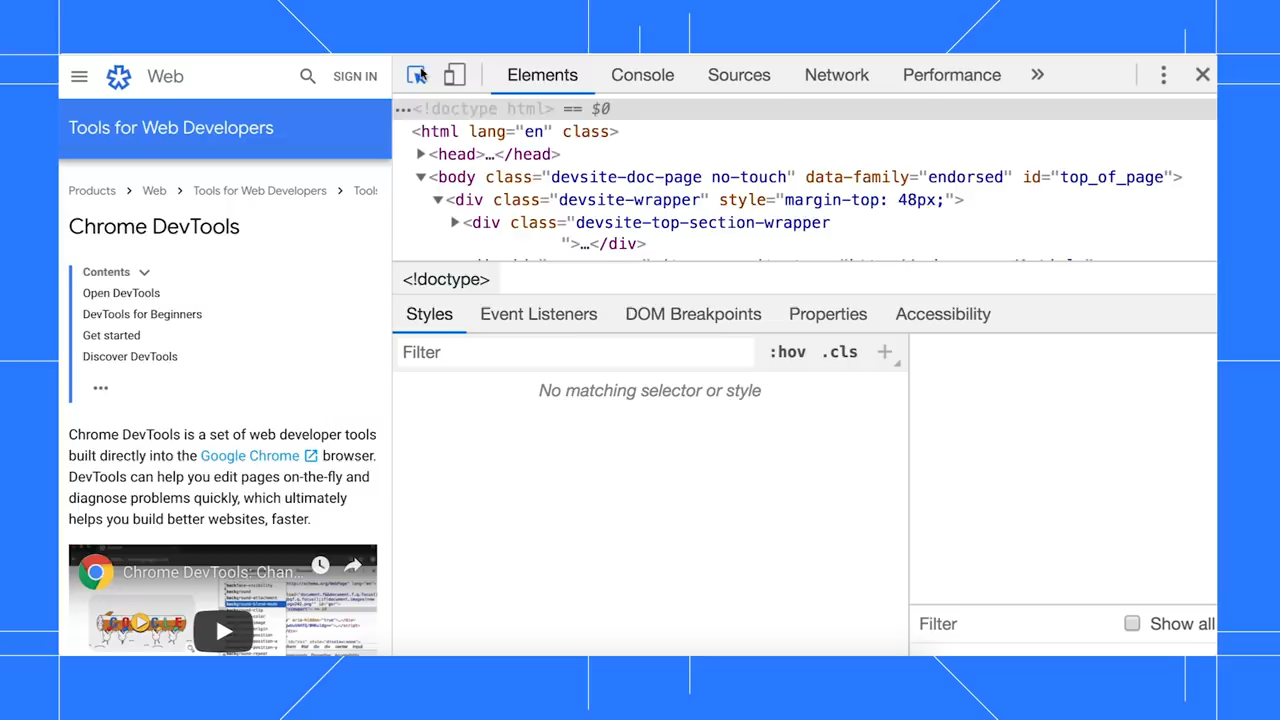 Web
SIGN IN
Tools for Web Developers
Products > Web > Tools for Web Developers > Tools
Chrome DevTools
Contents
Open DevTools
DevTools for Beginners
Get started
Discover DevTools
•••
Chrome DevTools is a set of web developer tools
built directly into the Google Chrome browser.
DevTools can help you edit pages on-the-fly and
diagnose problems quickly, which ultimately
helps you build better websites, faster.
Chrome DevTools: Chan...
Elements Console Sources Network Performance »
…<!doctype html> == $0
<html lang="en" class>
<head>…</head>
<body class="devsite-doc-page no-touch" data-family="endorsed" id="top_of_page">
<div class="devsite-wrapper" style="margin-top: 48px;">
<div class="devsite-top-section-wrapper
">…</div>
<!doctype>
Styles Event Listeners DOM Breakpoints Properties Accessibility
Filter :hov .cls +
No matching selector or style
Filter Show all